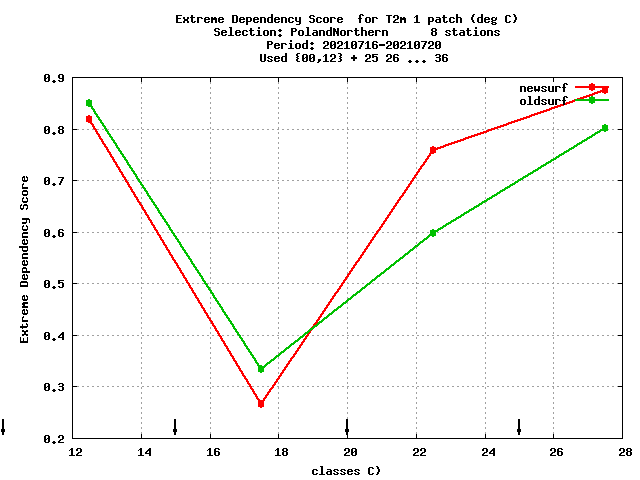 Extreme Dependency Score  for T2m 1 patch (deg C)
Selection: PolandNorthern      8 stations
Period: 20210716-20210720
Used {00,12} + 25 26 ... 36
newsurf
oldsurf
Extreme Dependency Score
0.9
0.8
0.7
0.6
0.5
0.4
0.3
0.2
12 14 16 18 20 22 24 26 28
classes C)